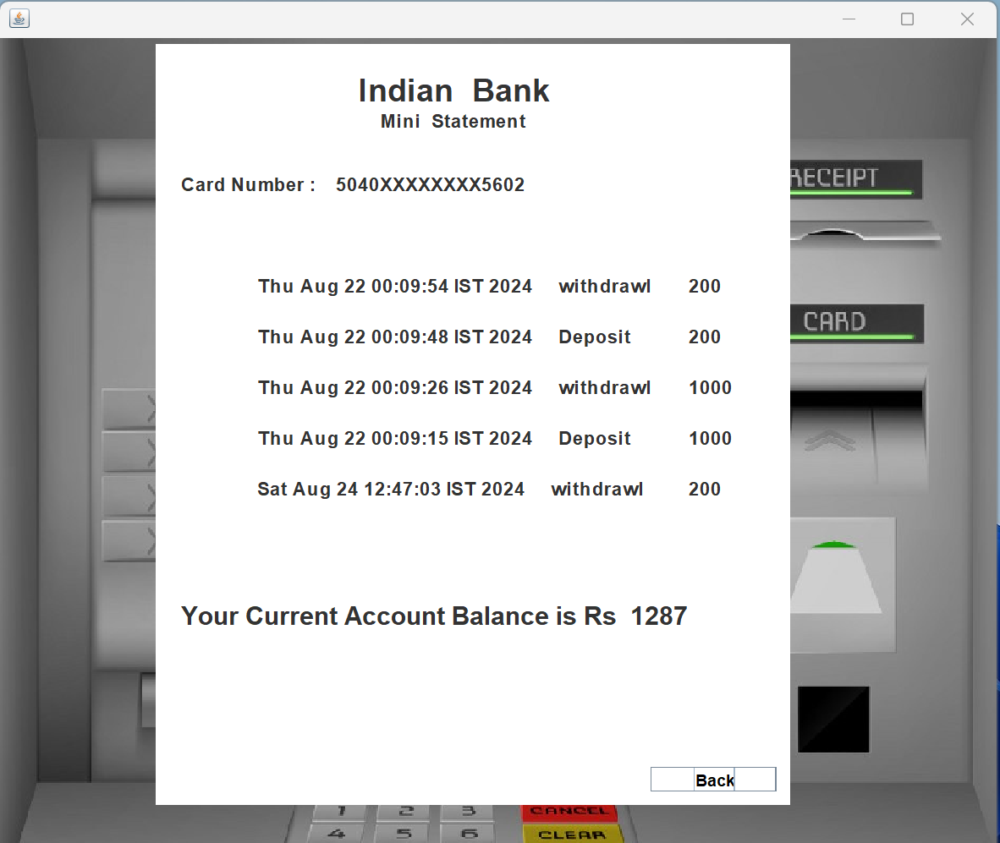 Indian Bank
Mini Statement
Card Number : 5040XXXXXXXX5602
RECEIPT
Thu Aug 22 00:09:54 IST 2024 withdrawl 200
CARD
Thu Aug 22 00:09:48 IST 2024 Deposit 200
Thu Aug 22 00:09:26 IST 2024 withdrawl 1000
Thu Aug 22 00:09:15 IST 2024 Deposit 1000
Sat Aug 24 12:47:03 IST 2024 withdrawl 200
Your Current Account Balance is Rs 1287
Back
1 2 3 CANCEL
4 5 6 CLEAR